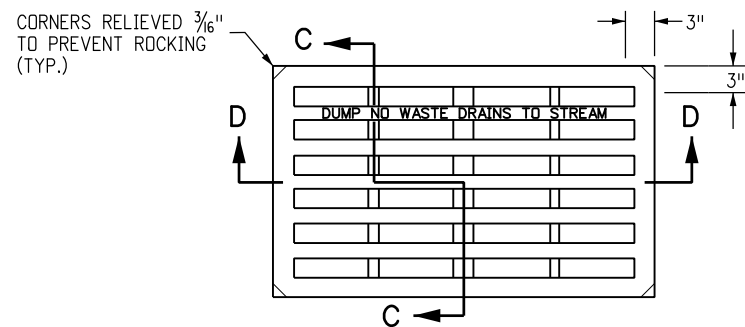 CORNERS RELIEVED 3/16"
TO PREVENT ROCKING
(TYP.)
C
3"
3"
DUMP NO WASTE DRAINS TO STREAM
D
D
C